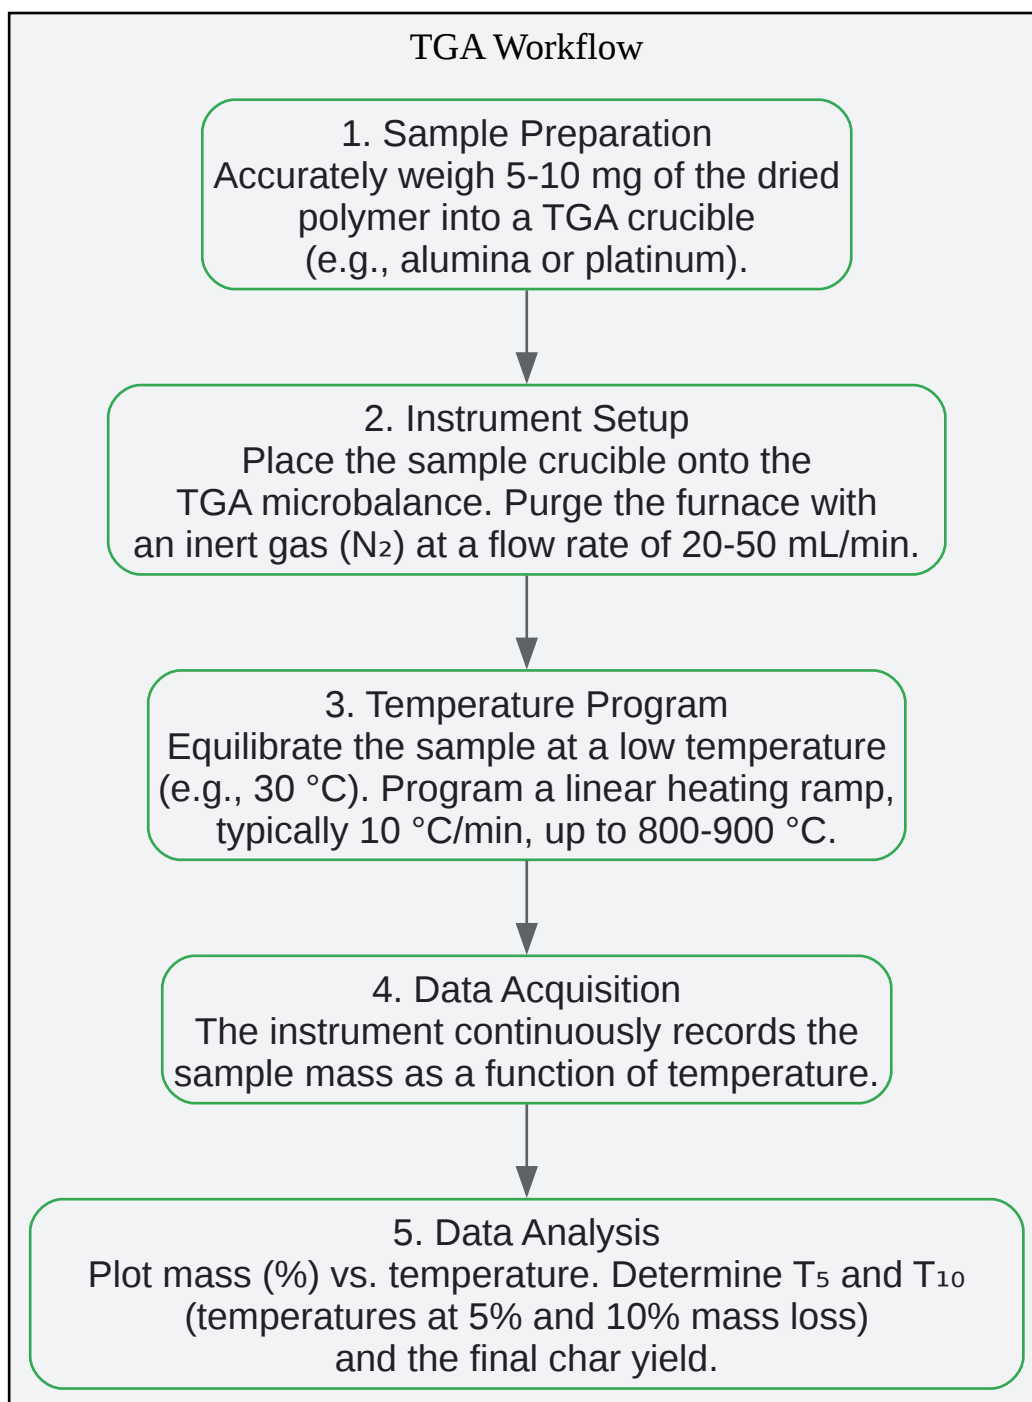 TGA Workflow
1. Sample Preparation
Accurately weigh 5-10 mg of the dried
polymer into a TGA crucible
(e.g., alumina or platinum).
2. Instrument Setup
Place the sample crucible onto the
TGA microbalance. Purge the furnace with
an inert gas (N₂) at a flow rate of 20-50 mL/min.
3. Temperature Program
Equilibrate the sample at a low temperature
(e.g., 30 °C). Program a linear heating ramp,
typically 10 °C/min, up to 800-900 °C.
4. Data Acquisition
The instrument continuously records the
sample mass as a function of temperature.
5. Data Analysis
Plot mass (%) vs. temperature. Determine T₅ and T₁₀
(temperatures at 5% and 10% mass loss)
and the final char yield.